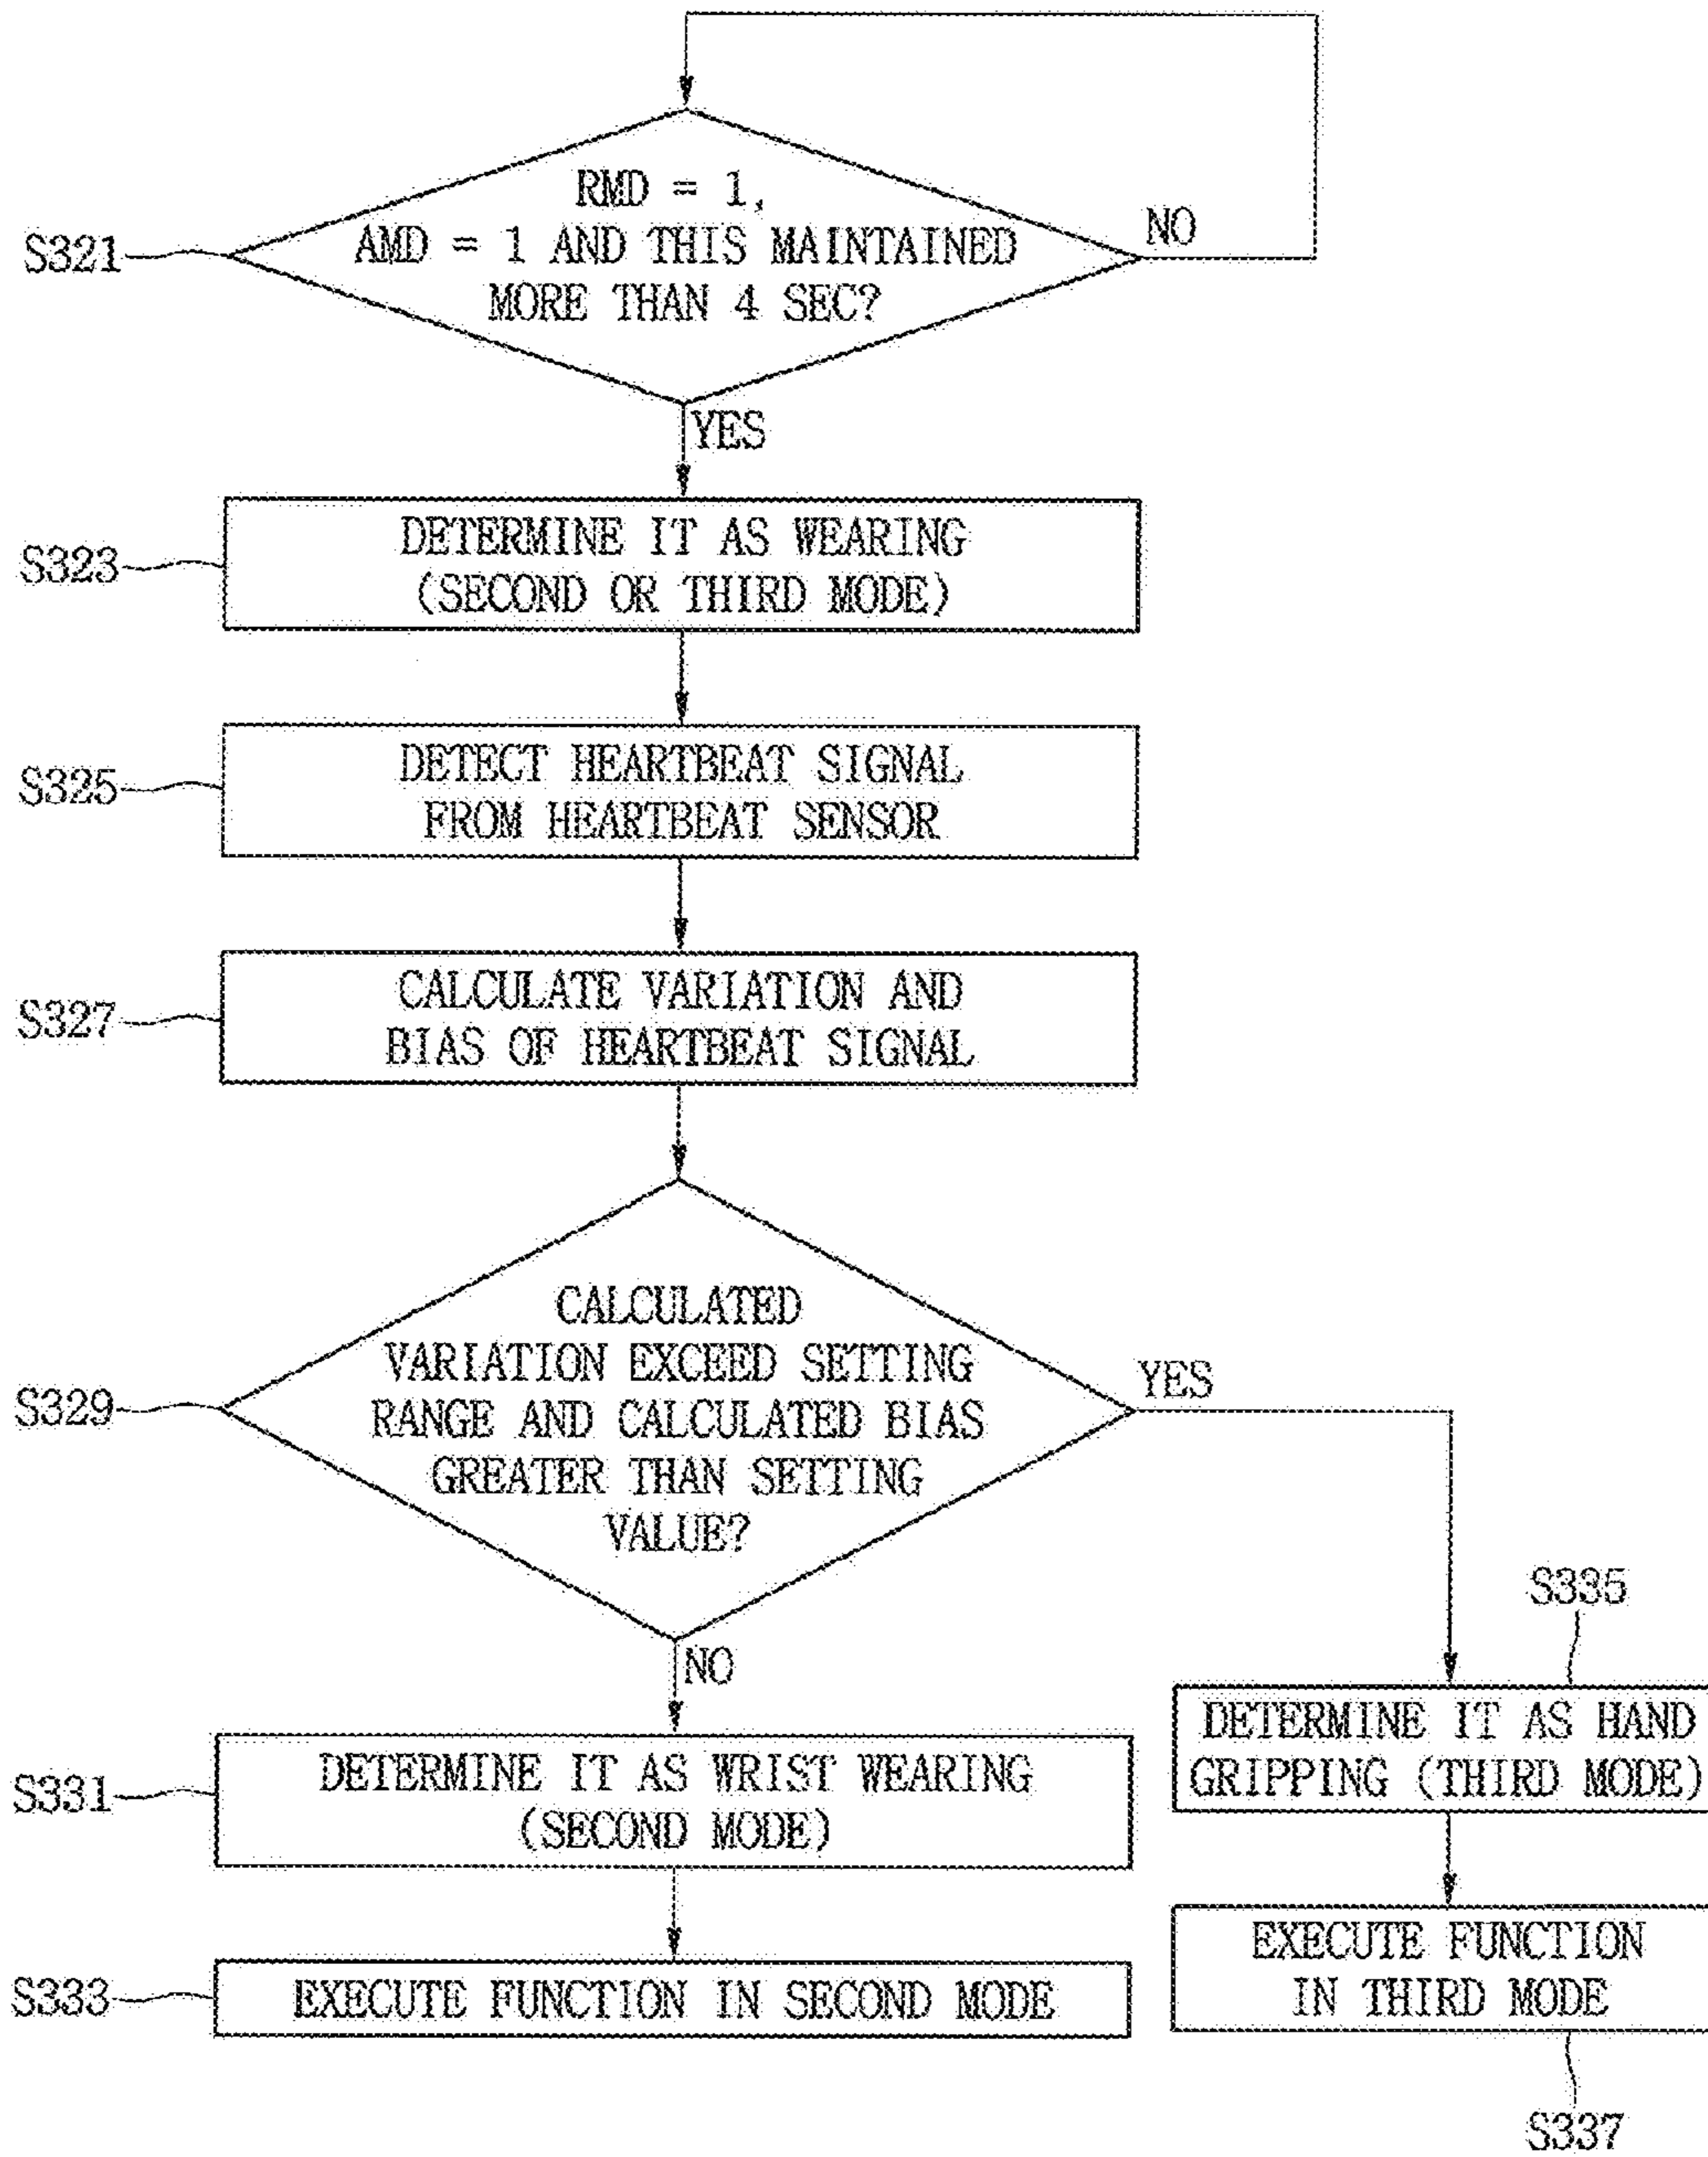 RMD = 1,
AMD = 1 AND THIS MAINTAINED
MORE THAN 4 SEC?
NO
S321
YES
DETERMINE IT AS WEARING
(SECOND OR THIRD MODE)
S323
DETECT HEARTBEAT SIGNAL
FROM HEARTBEAT SENSOR
S325
CALCULATE VARIATION AND
BIAS OF HEARTBEAT SIGNAL
S327
CALCULATED
VARIATION EXCEED SETTING
RANGE AND CALCULATED BIAS
GREATER THAN SETTING
VALUE?
YES
S329
NO
S335
DETERMINE IT AS HAND
GRIPPING (THIRD MODE)
DETERMINE IT AS WRIST WEARING
(SECOND MODE)
S331
EXECUTE FUNCTION
IN THIRD MODE
EXECUTE FUNCTION IN SECOND MODE
S333
S337